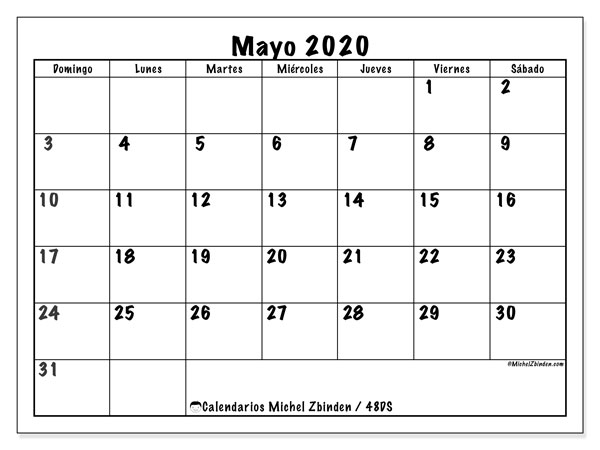 Mayo 2020
Domingo Lunes Martes Miércoles Jueves Viernes Sábado
1 2
3 4 5 6 7 8 9
10 11 12 13 14 15 16
17 18 19 20 21 22 23
24 25 26 27 28 29 30
31 ©MichelZbinden.com
Calendarios Michel Zbinden / 48DS